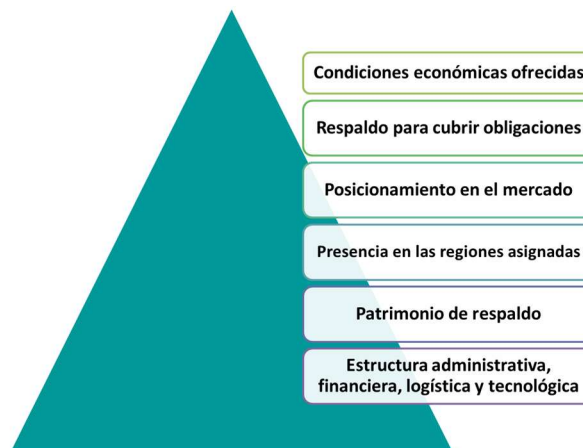 Condiciones económicas ofrecidas
Respaldo para cubrir obligaciones
Posicionamiento en el mercado
Presencia en las regiones asignadas
Patrimonio de respaldo
Estructura administrativa,
financiera, logística y tecnológica